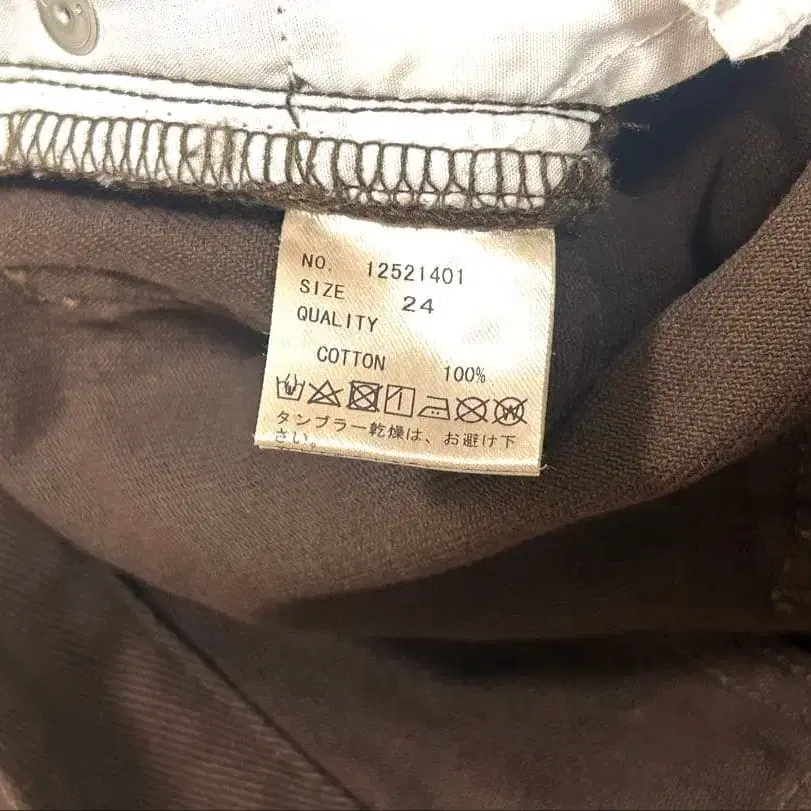 NO. 12521401
SIZE 24
QUALITY
COTTON 100%
タンブラー乾燥は、お避け下
さい。